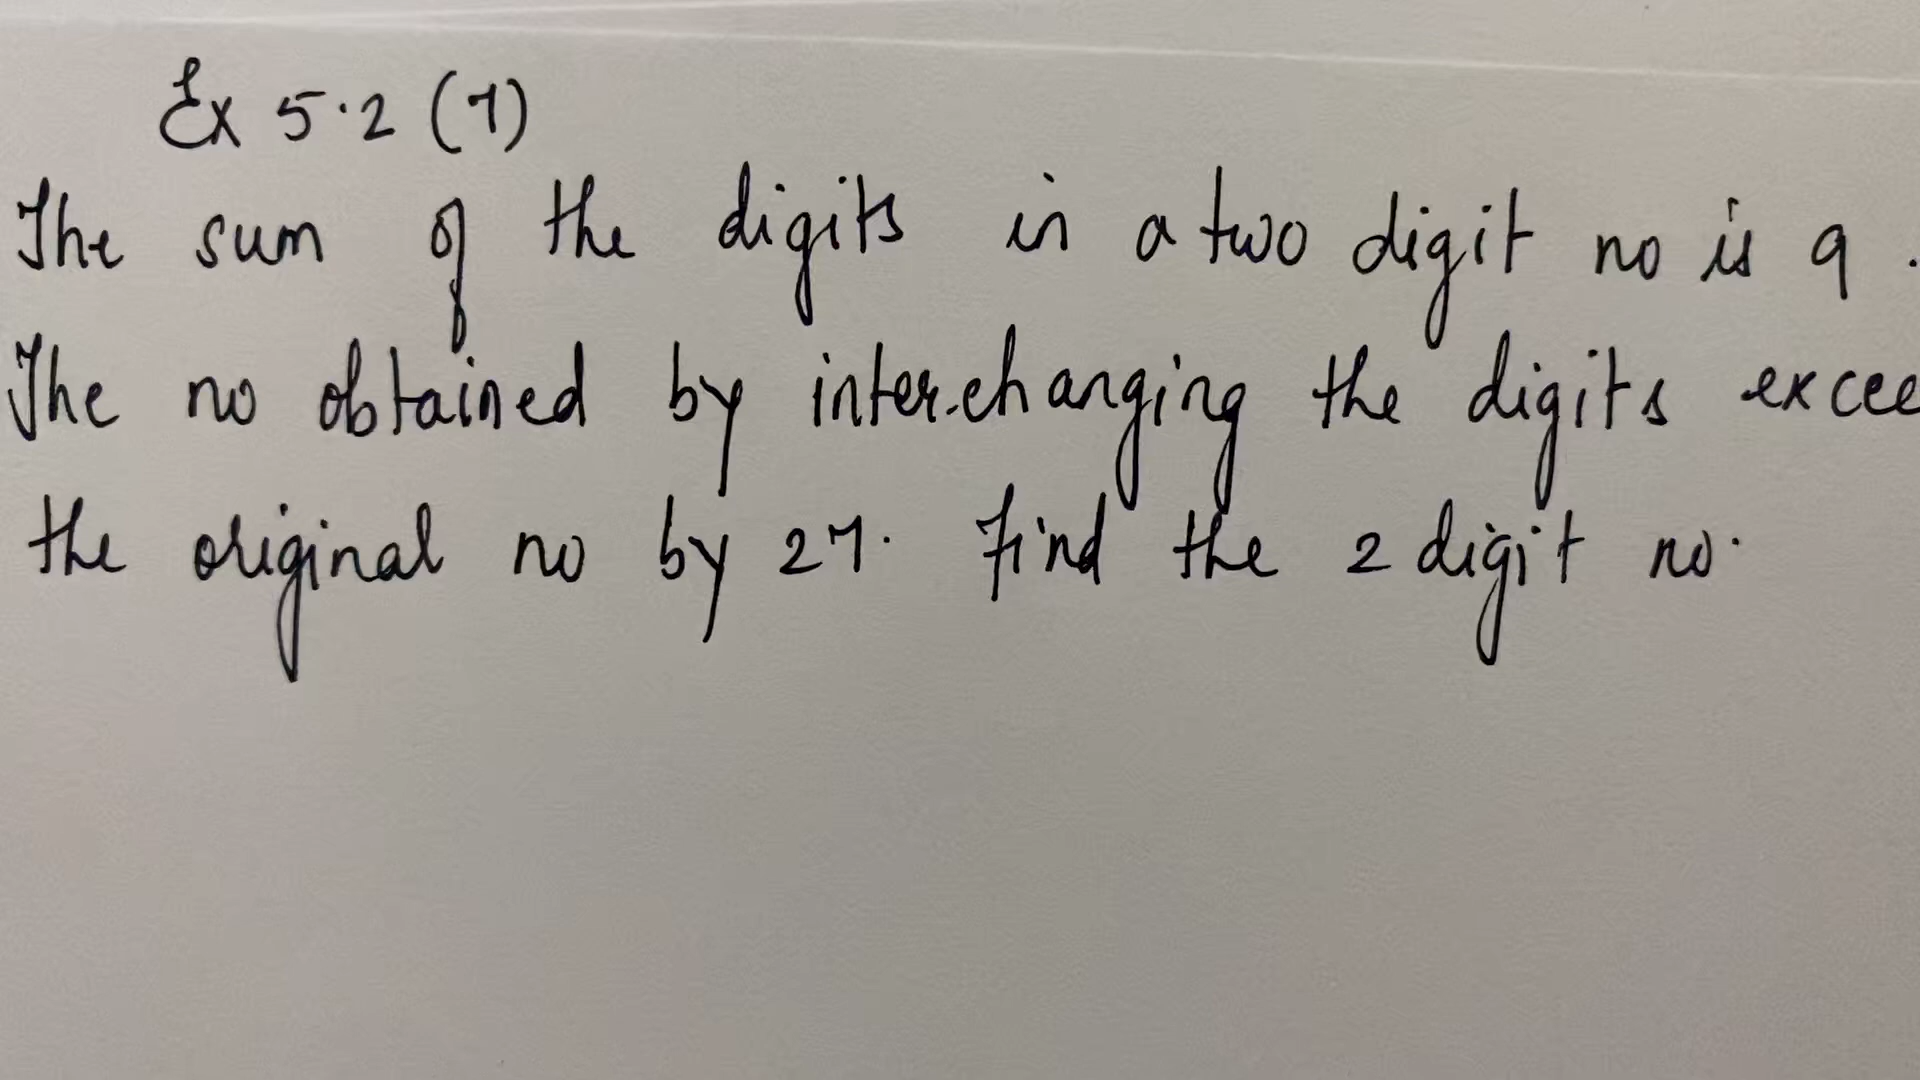 Ex 5.2 (7)
The sum of the digits in a two digit no is 9.
The no obtained by interchanging the digits excee
the original no by 27. Find the 2 digit no.